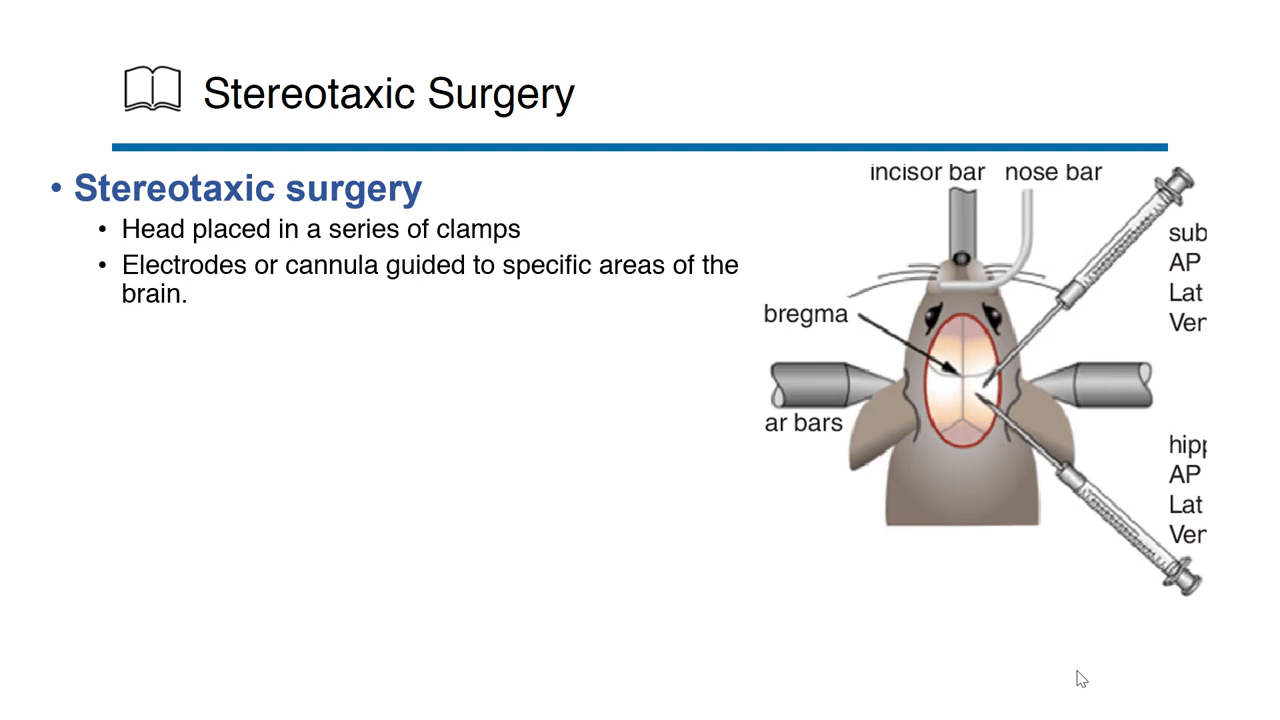 Stereotaxic Surgery
• Stereotaxic surgery
• Head placed in a series of clamps
• Electrodes or cannula guided to specific areas of the
brain.
incisor bar nose bar
sub
AP
Lat
Ver
bregma
ar bars
hipp
AP
Lat
Ver